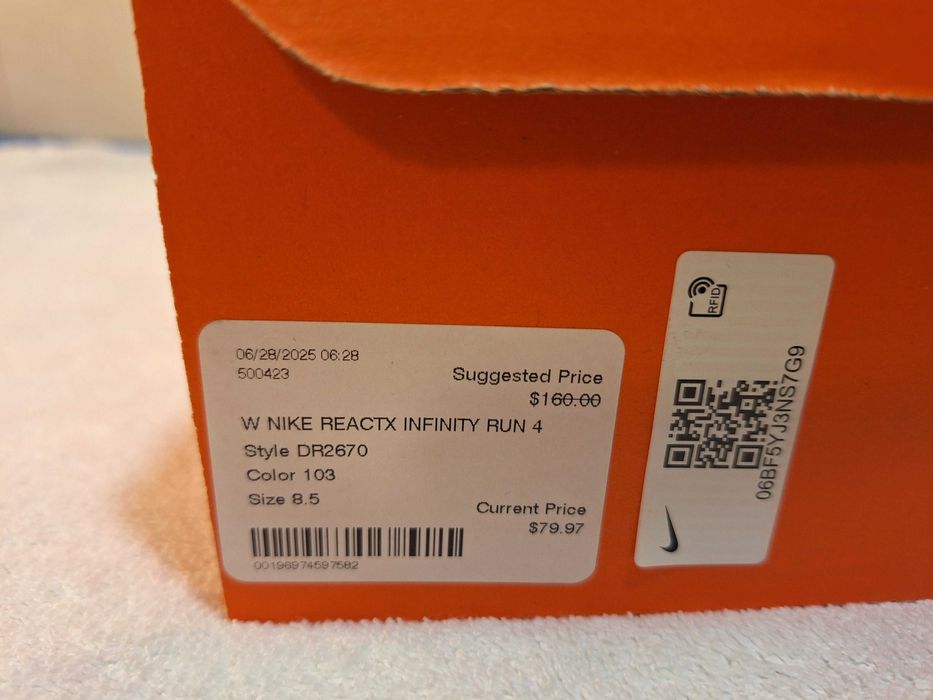 06/28/2025 06:28
500423
Suggested Price
$160.00
W NIKE REACTX INFINITY RUN 4
Style DR2670
Color 103
Size 8.5
Current Price
$79.97
00196974597582
RFID
06BF5YJ3NS7G9